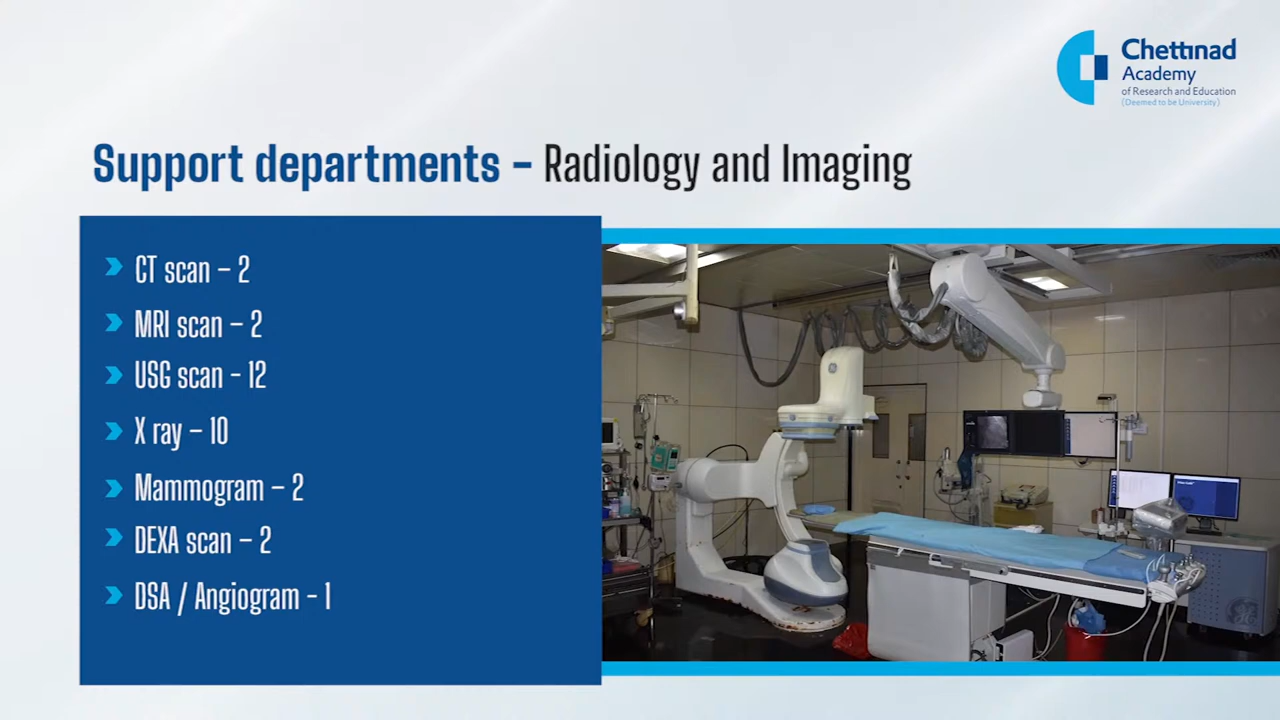 Chettinad
Academy
of Research and Education
(Deemed to be University)
Support departments – Radiology and Imaging
CT scan – 2
MRI scan – 2
USG scan - 12
X ray – 10
Mammogram – 2
DEXA scan – 2
DSA / Angiogram - 1